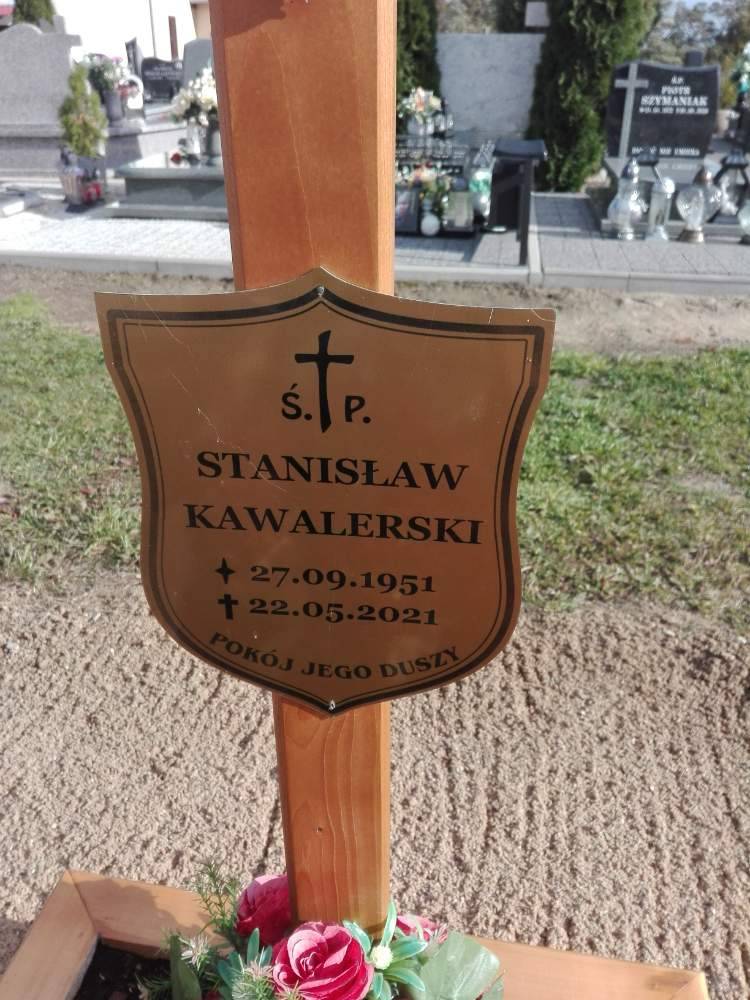 Ś. P.
STANISŁAW
KAWALERSKI
27.09.1951
22.05.2021
POKÓJ JEGO DUSZY
Ś.P.
PIOTR
SZYMANIAK